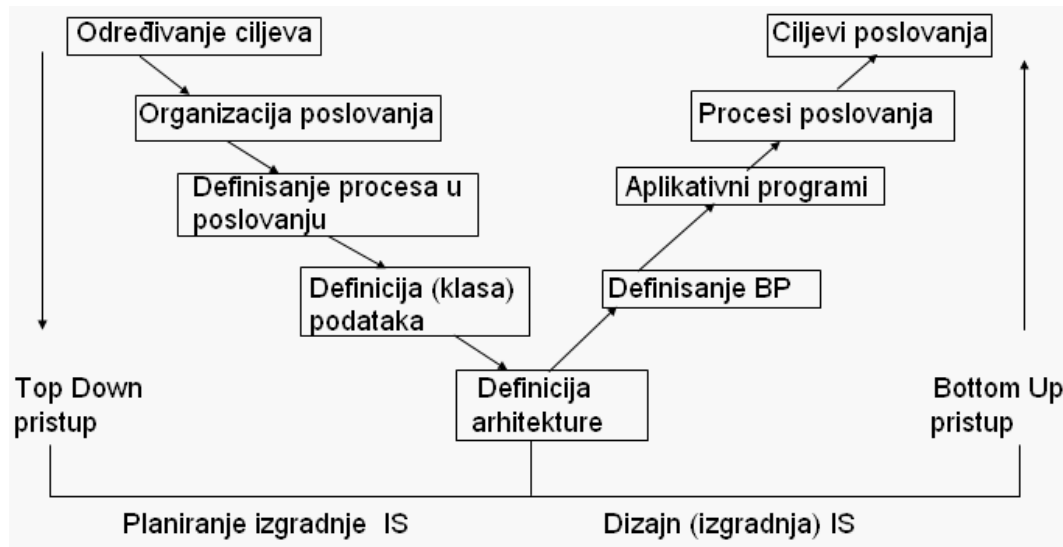 Određivanje ciljeva
Organizacija poslovanja
Definisanje procesa u
poslovanju
Definicija (klasa)
podataka
Definicija
arhitekture
Definisanje BP
Aplikativni programi
Procesi poslovanja
Ciljevi poslovanja
Top Down
pristup
Bottom Up
pristup
Planiranje izgradnje IS
Dizajn (izgradnja) IS